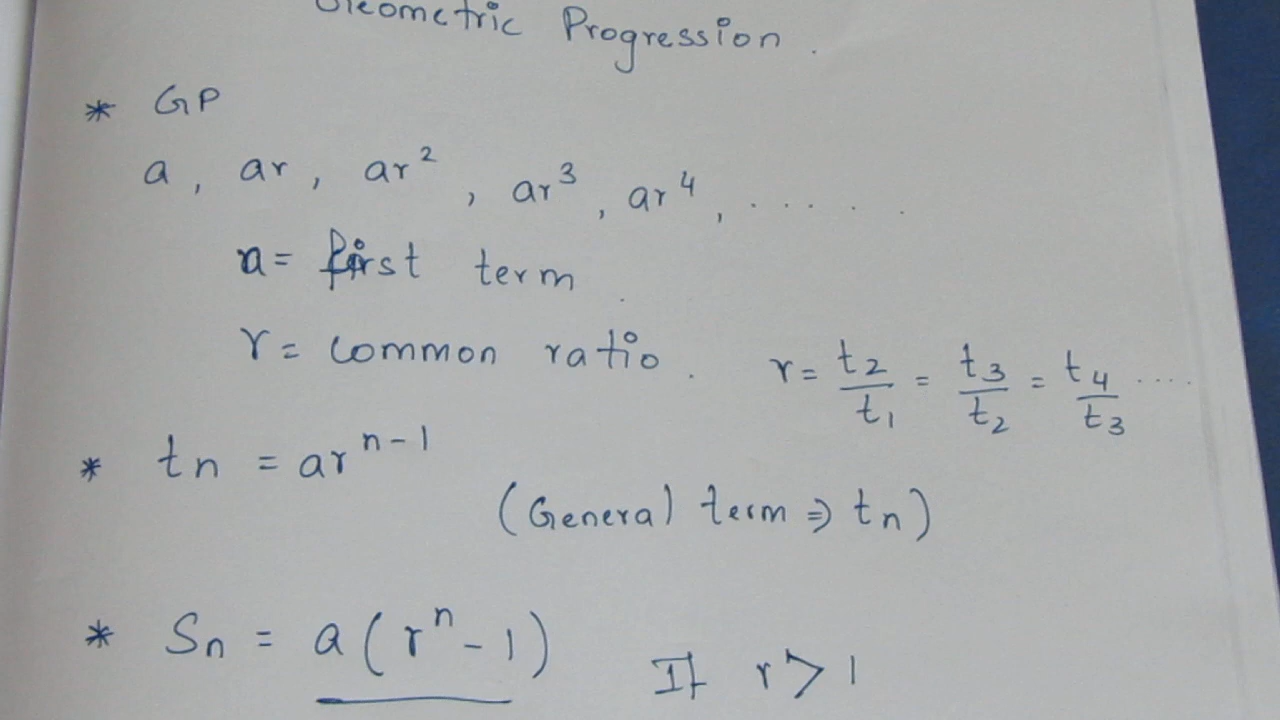 Geometric Progression.
* GP
a, ar, ar², ar³, ar⁴, .....
a = first term
r = common ratio. r = t₂/t₁ = t₃/t₂ = t₄/t₃ ....
* tₙ = arⁿ⁻¹
(General term ⇒ tₙ)
* Sₙ = a(rⁿ-1) If r > 1